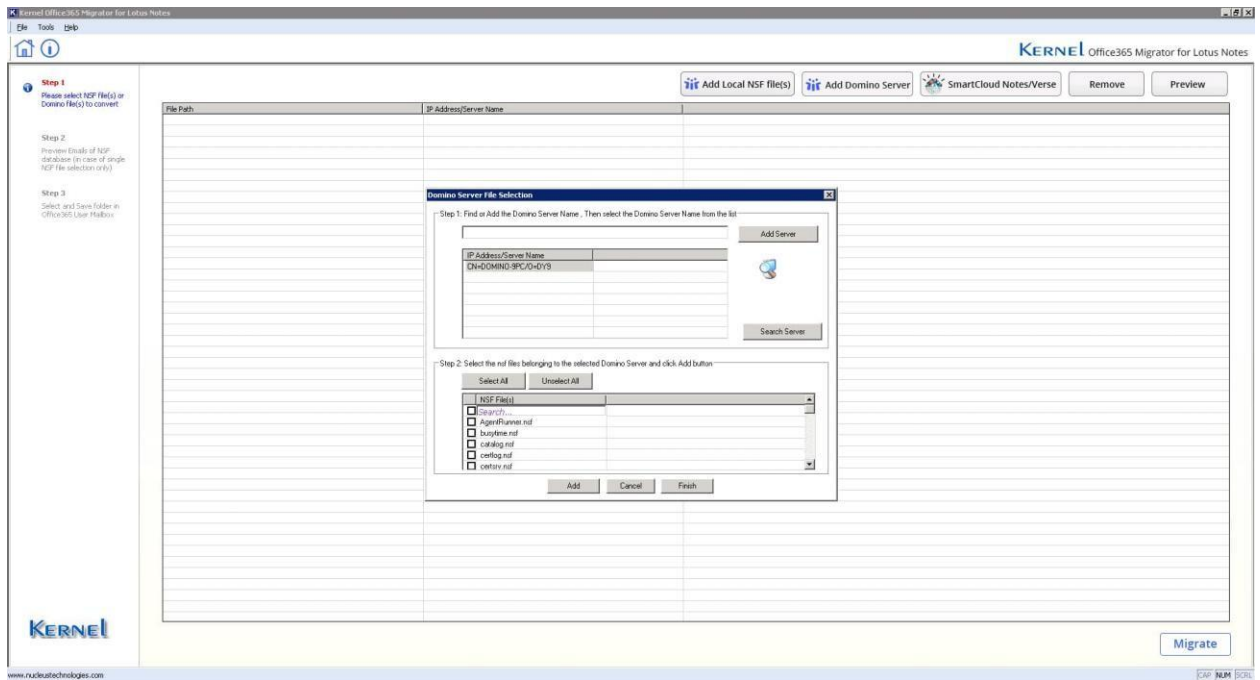 Kernel Office365 Migrator for Lotus Notes
File Tools Help
KERNEL Office365 Migrator for Lotus Notes
Step 1
Please select NSF file(s) or
Domino file(s) to convert
Step 2
Preview Emails of NSF
database (in case of single
NSF file selection only)
Step 3
Select and Save folder in
Office365 User Mailbox
Add Local NSF file(s) Add Domino Server SmartCloud Notes/Verse Remove Preview
File Path IP Address/Server Name
Domino Server File Selection
Step 1: Find or Add the Domino Server Name , Then select the Domino Server Name from the list
Add Server
IP Address/Server Name
CN=DOMINO-9PC/O=DY9
Search Server
Step 2: Select the nsf files belonging to the selected Domino Server and click Add button
Select All Unselect All
NSF File(s)
Search...
AgentRunner.nsf
busytime.nsf
catalog.nsf
certlog.nsf
certsrv.nsf
Add Cancel Finish
KERNEL
Migrate
www.nucleustechnologies.com CAP NUM SCRL